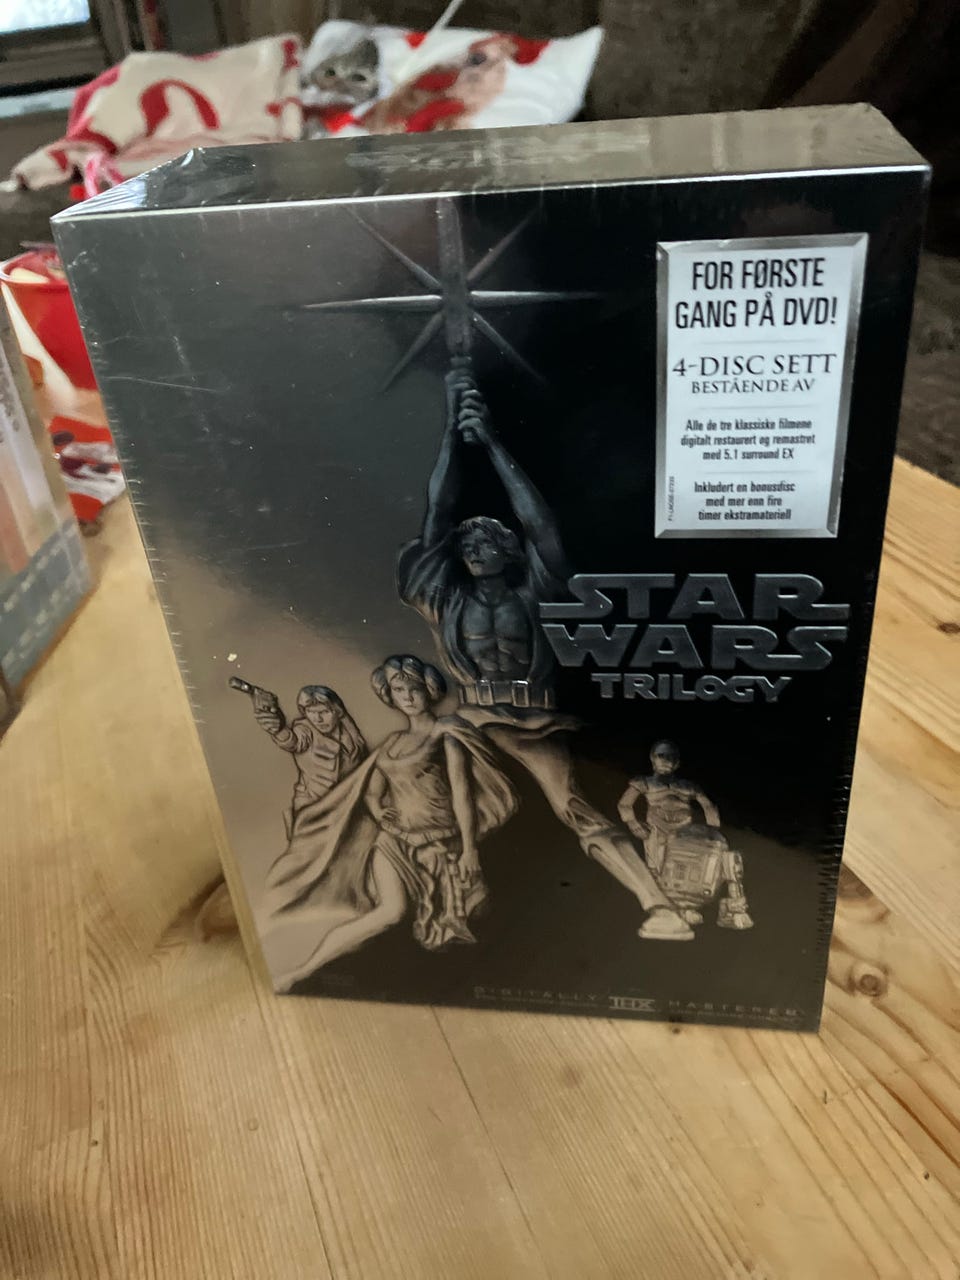 FOR FØRSTE
GANG PÅ DVD!
4-DISC SETT
BESTÅENDE AV
Alle de tre klassiske filmene
digitalt restaurert og remastret
med 5.1 surround EX
Inkludert en bonusdisc
med mer enn fire
timer ekstramateriell
STAR
WARS
TRILOGY
DIGITALLY THX MASTERED